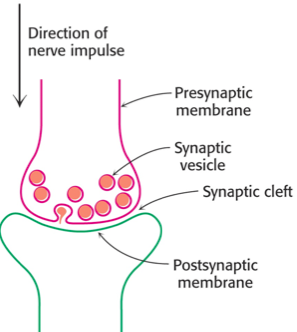 Direction of
nerve impulse
Presynaptic
membrane
Synaptic
vesicle
Synaptic cleft
Postsynaptic
membrane